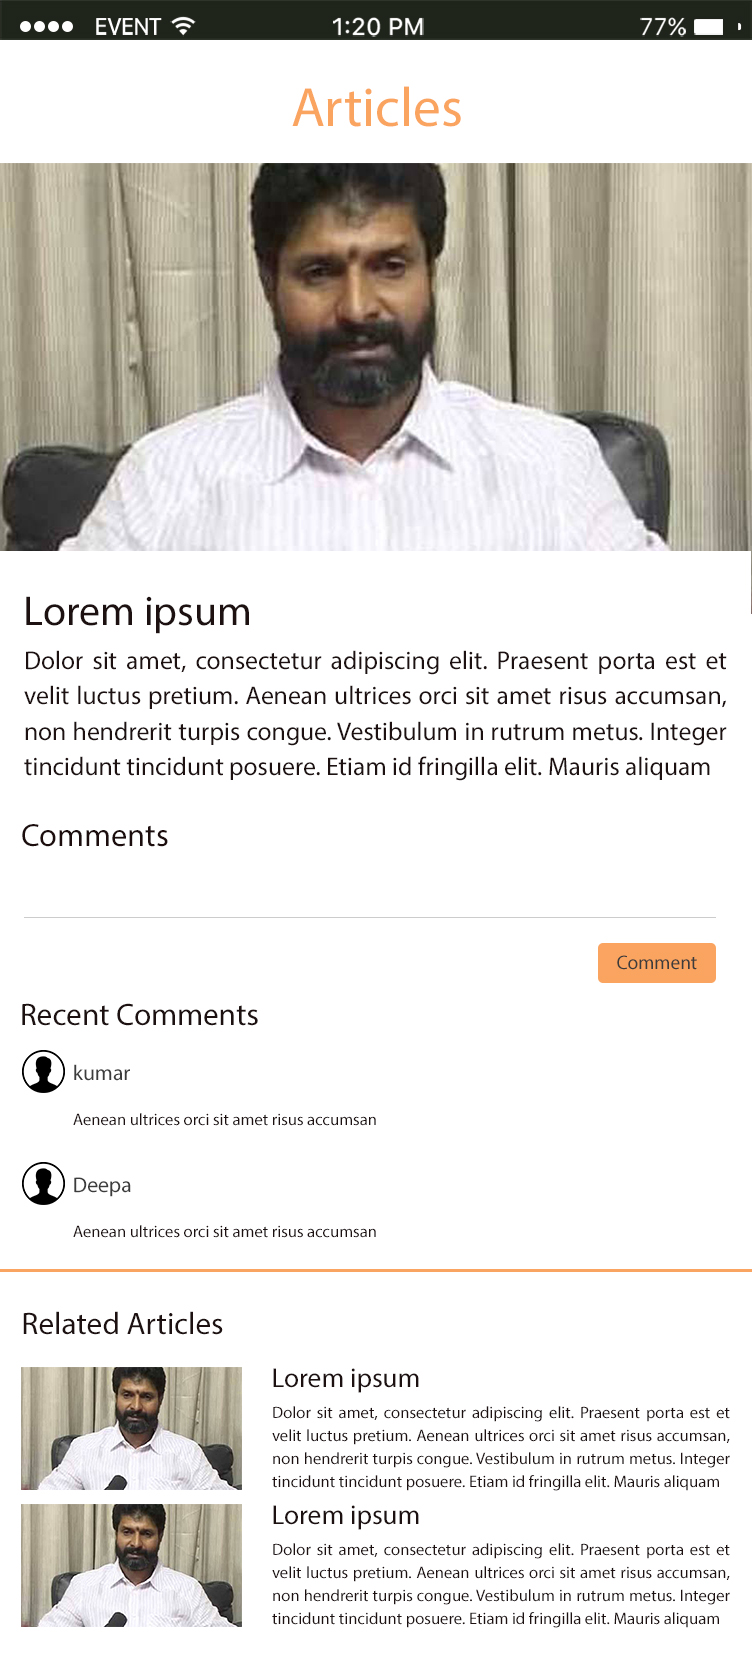 EVENT 1:20 PM 77%
Articles
Lorem ipsum
Dolor sit amet, consectetur adipiscing elit. Praesent porta est et
velit luctus pretium. Aenean ultrices orci sit amet risus accumsan,
non hendrerit turpis congue. Vestibulum in rutrum metus. Integer
tincidunt tincidunt posuere. Etiam id fringilla elit. Mauris aliquam
Comments
Comment
Recent Comments
kumar
Aenean ultrices orci sit amet risus accumsan
Deepa
Aenean ultrices orci sit amet risus accumsan
Related Articles
Lorem ipsum
Dolor sit amet, consectetur adipiscing elit. Praesent porta est et
velit luctus pretium. Aenean ultrices orci sit amet risus accumsan,
non hendrerit turpis congue. Vestibulum in rutrum metus. Integer
tincidunt tincidunt posuere. Etiam id fringilla elit. Mauris aliquam
Lorem ipsum
Dolor sit amet, consectetur adipiscing elit. Praesent porta est et
velit luctus pretium. Aenean ultrices orci sit amet risus accumsan,
non hendrerit turpis congue. Vestibulum in rutrum metus. Integer
tincidunt tincidunt posuere. Etiam id fringilla elit. Mauris aliquam